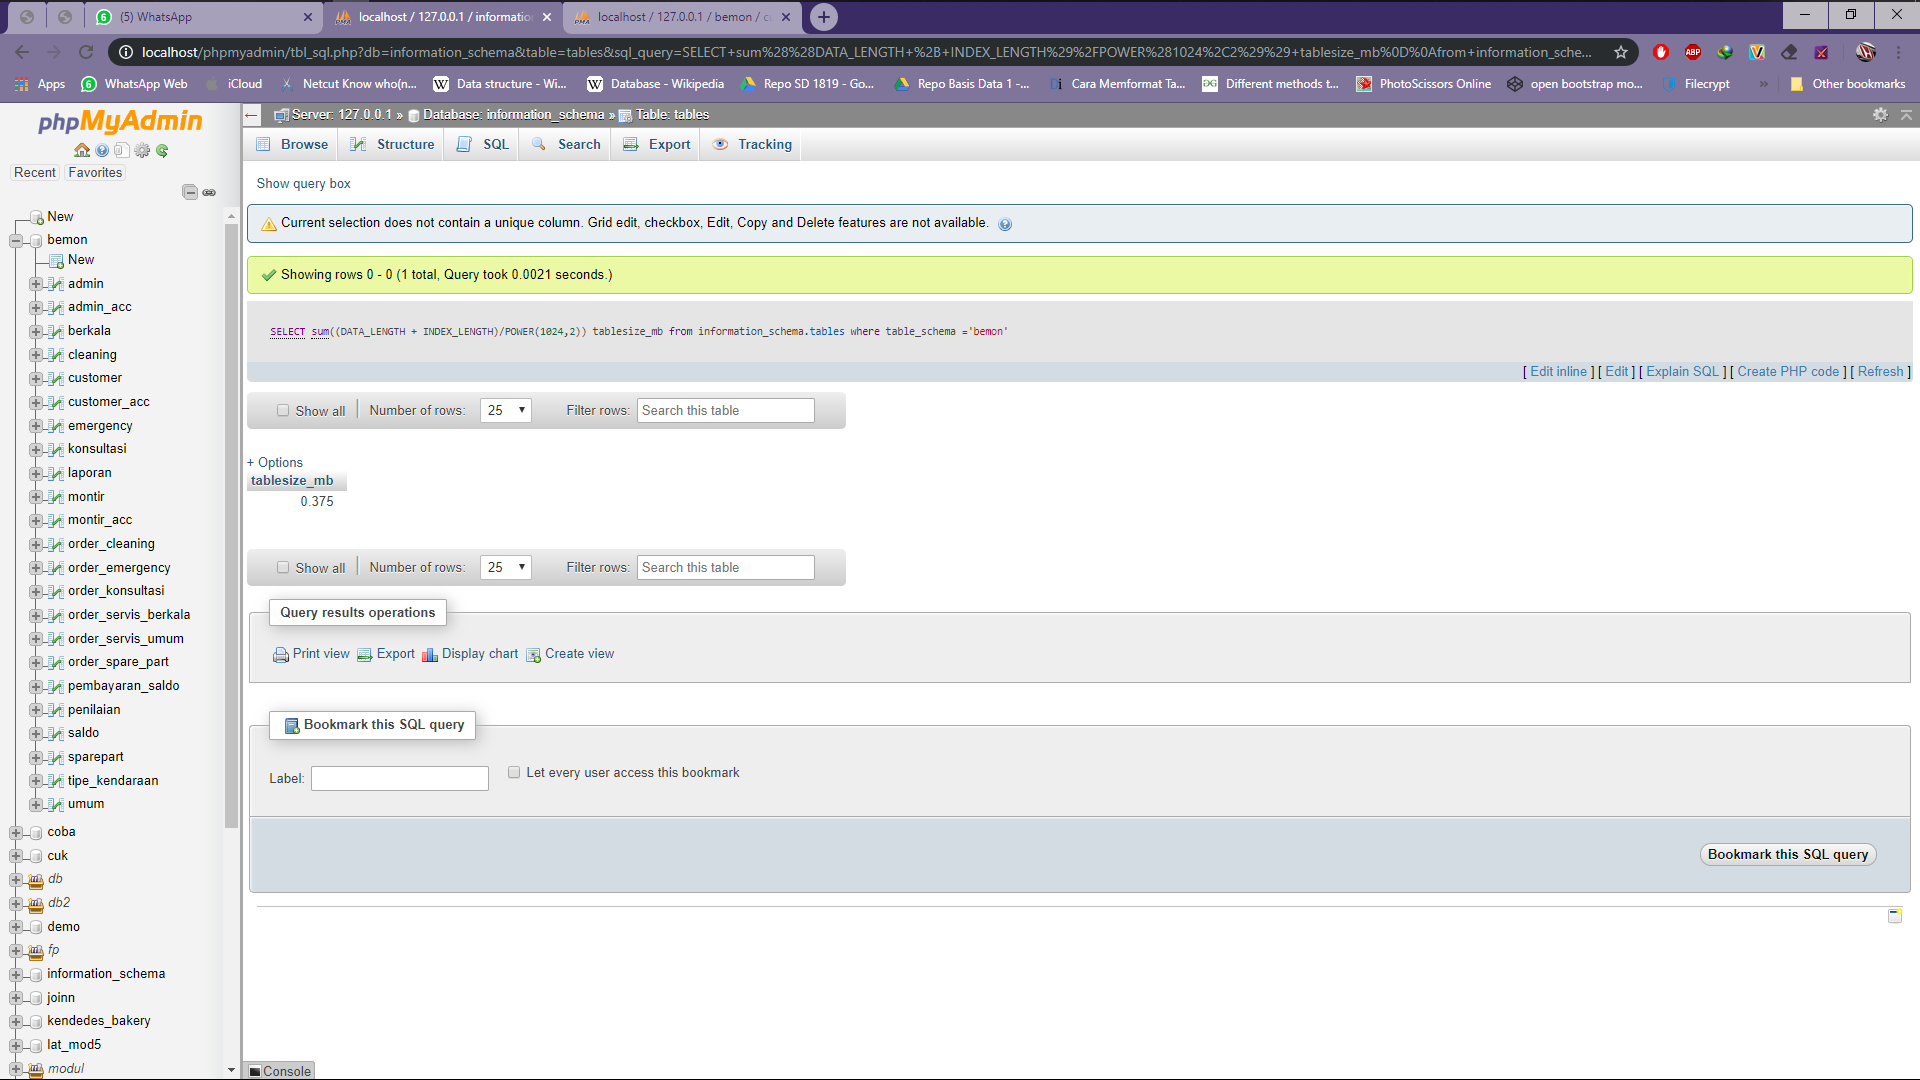 (5) WhatsApp
localhost / 127.0.0.1 / informatio
localhost / 127.0.0.1 / bemon / c
localhost/phpmyadmin/tbl_sql.php?db=information_schema&table=tables&sql_query=SELECT+sum%28%28DATA_LENGTH+%2B+INDEX_LENGTH%29%2FPOWER%281024%2C2%29%29+tablesize_mb%0D%0Afrom+information_sche...
Apps
WhatsApp Web
iCloud
Netcut Know who(n...
Data structure - Wi...
Database - Wikipedia
Repo SD 1819 - Go...
Repo Basis Data 1 -...
Cara Memformat Ta...
Different methods t...
PhotoScissors Online
open bootstrap mo...
Filecrypt
»
Other bookmarks
phpMyAdmin
Recent
Favorites
New
bemon
New
admin
admin_acc
berkala
cleaning
customer
customer_acc
emergency
konsultasi
laporan
montir
montir_acc
order_cleaning
order_emergency
order_konsultasi
order_servis_berkala
order_servis_umum
order_spare_part
pembayaran_saldo
penilaian
saldo
sparepart
tipe_kendaraan
umum
coba
cuk
db
db2
demo
fp
information_schema
joinn
kendedes_bakery
lat_mod5
modul
Server: 127.0.0.1 » Database: information_schema » Table: tables
Browse
Structure
SQL
Search
Export
Tracking
Show query box
Current selection does not contain a unique column. Grid edit, checkbox, Edit, Copy and Delete features are not available.
Showing rows 0 - 0 (1 total, Query took 0.0021 seconds.)
SELECT sum((DATA_LENGTH + INDEX_LENGTH)/POWER(1024,2)) tablesize_mb from information_schema.tables where table_schema ='bemon'
[ Edit inline ] [ Edit ] [ Explain SQL ] [ Create PHP code ] [ Refresh ]
Show all | Number of rows: 25 Filter rows: Search this table
+ Options
tablesize_mb
0.375
Show all | Number of rows: 25 Filter rows: Search this table
Query results operations
Print view Export Display chart Create view
Bookmark this SQL query
Label:
Let every user access this bookmark
Bookmark this SQL query
Console